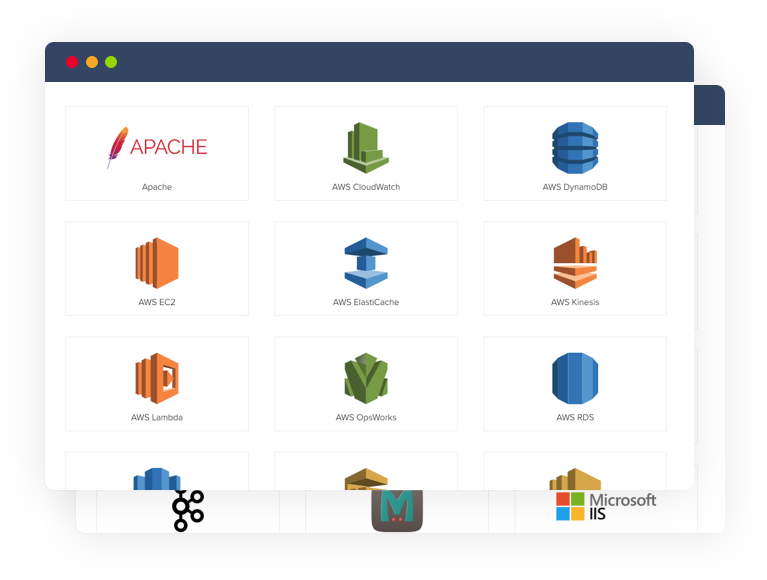 APACHE
Apache
AWS CloudWatch
AWS DynamoDB
AWS EC2
AWS ElastiCache
AWS Kinesis
AWS Lambda
AWS OpsWorks
AWS RDS
M
Microsoft
IIS